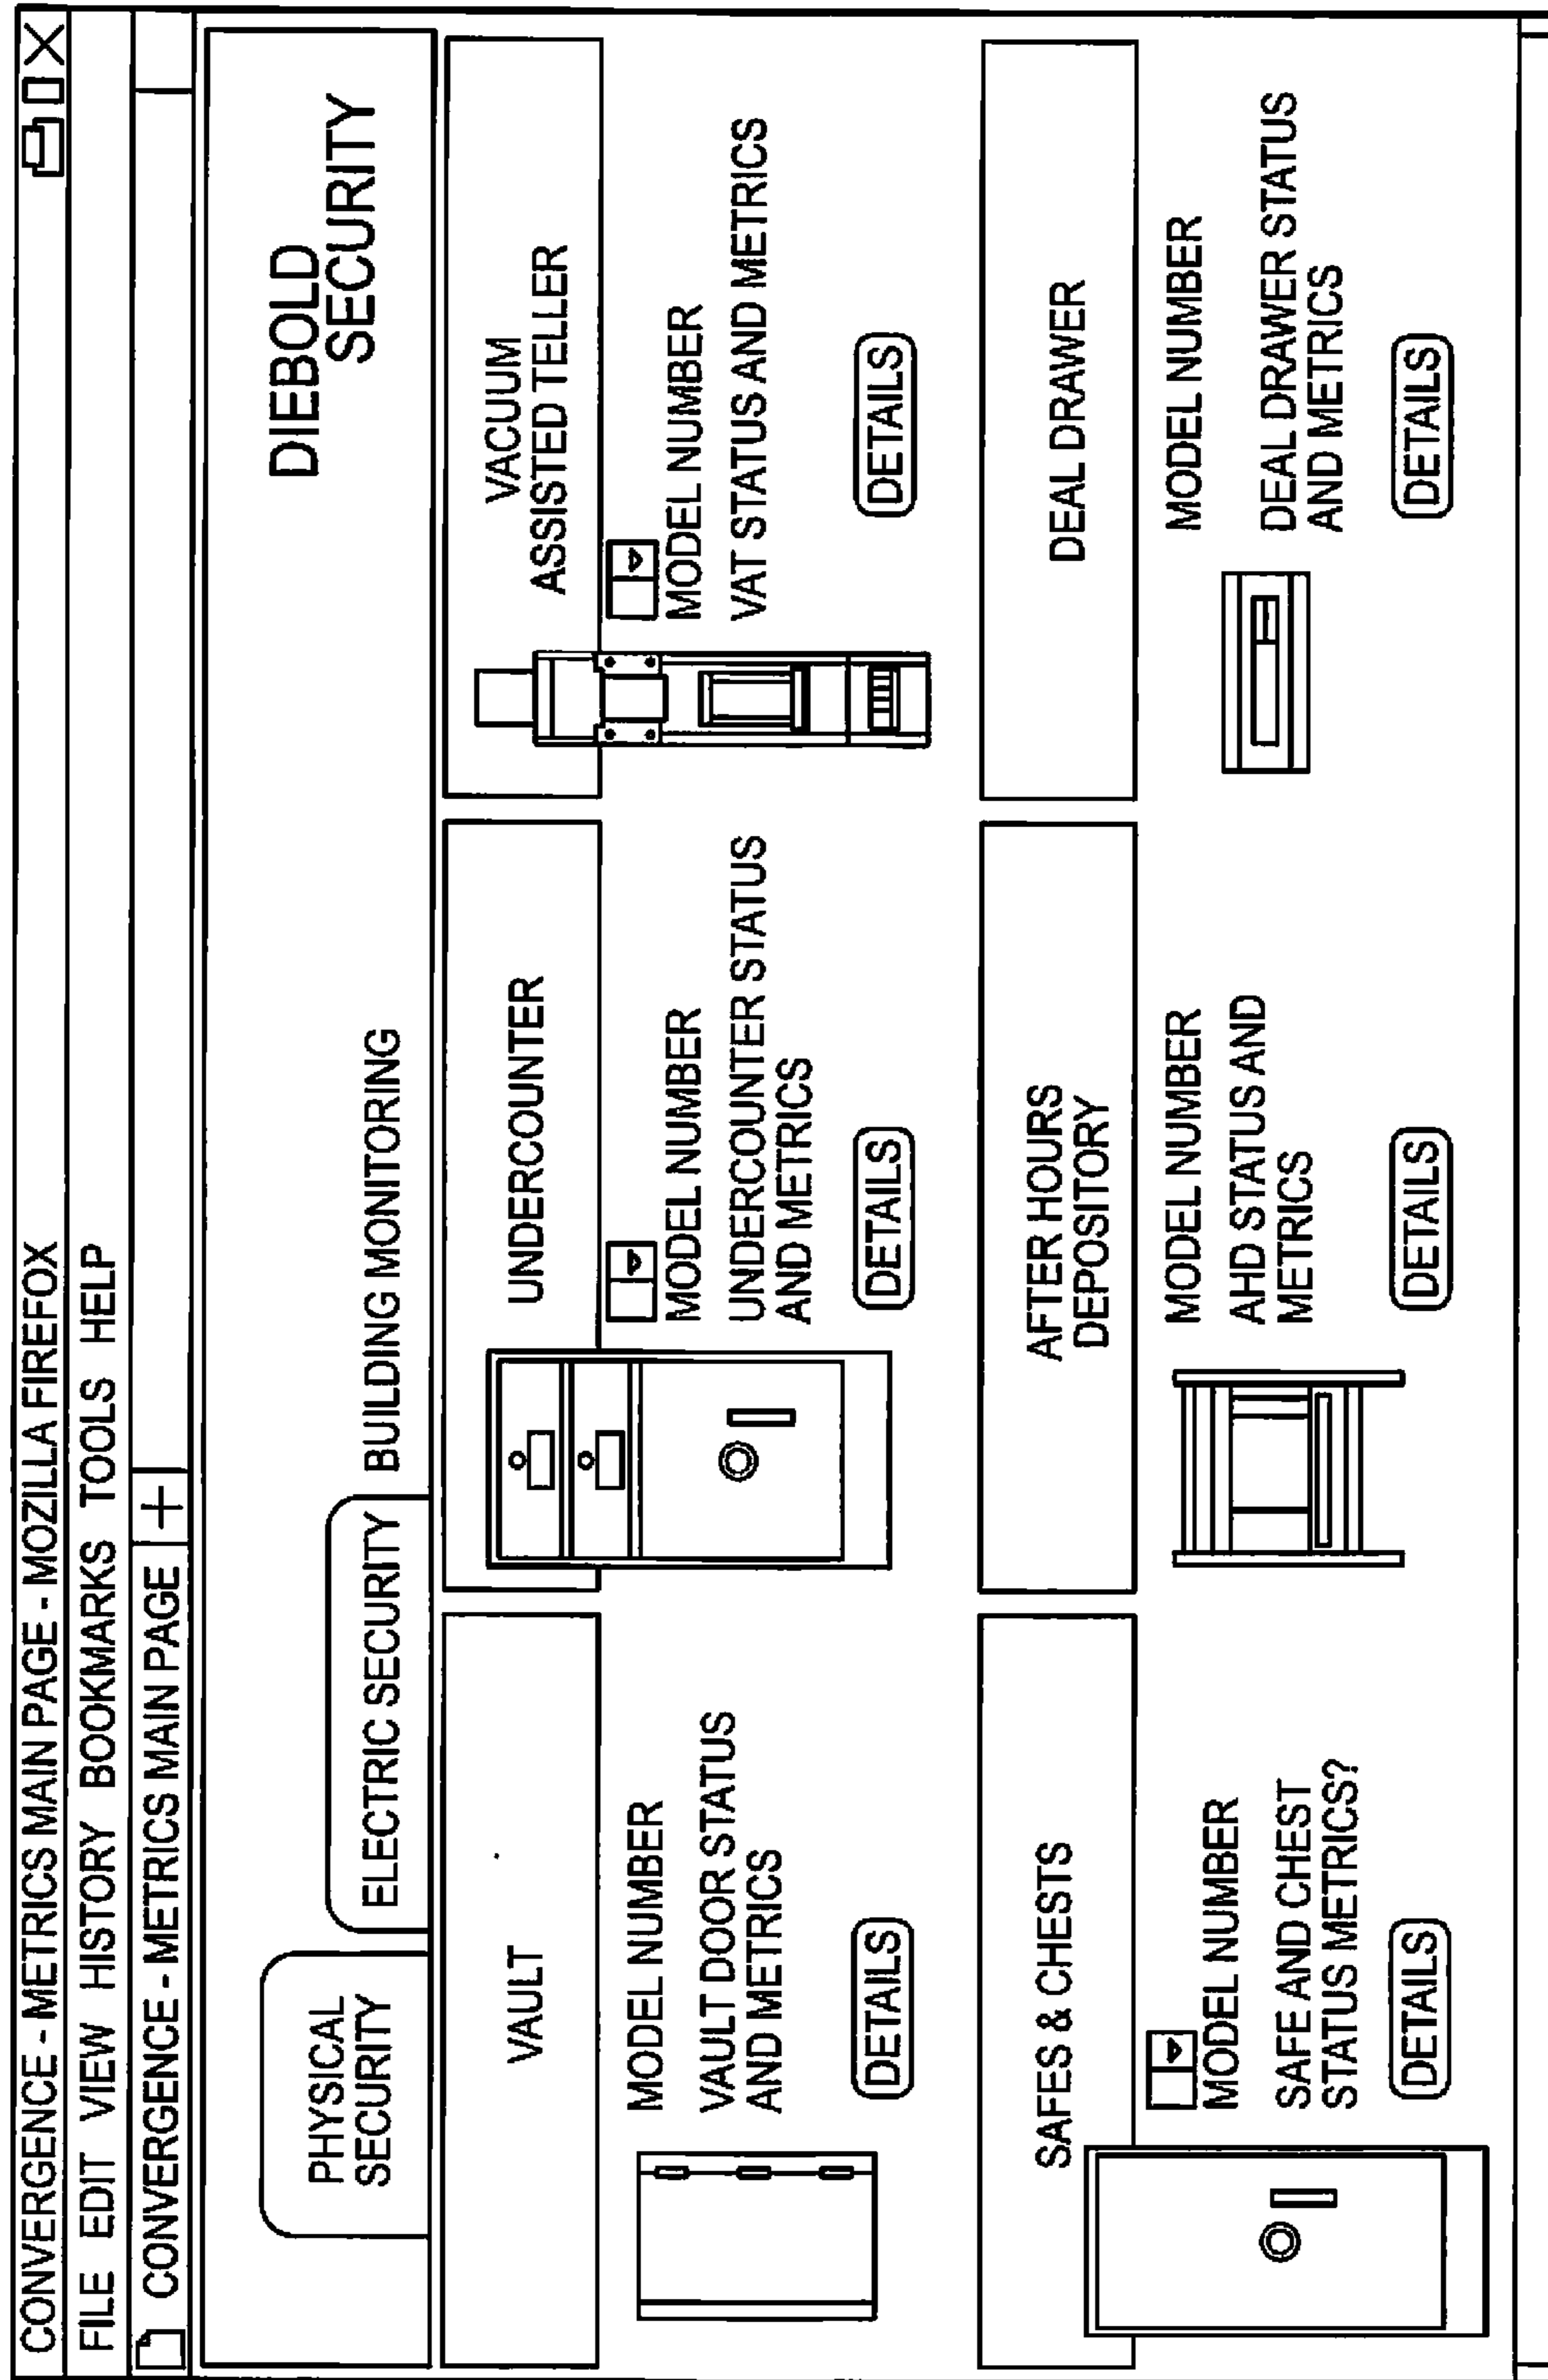 CONVERGENCE - METRICS MAIN PAGE - MOZILLA FIREFOX
FILE EDIT VIEW HISTORY BOOKMARKS TOOLS HELP
CONVERGENCE - METRICS MAIN PAGE +
DIEBOLD
SECURITY
PHYSICAL
SECURITY
ELECTRIC SECURITY
BUILDING MONITORING
VAULT
MODEL NUMBER
VAULT DOOR STATUS
AND METRICS
DETAILS
UNDERCOUNTER
MODEL NUMBER
UNDERCOUNTER STATUS
AND METRICS
DETAILS
VACUUM
ASSISTED TELLER
MODEL NUMBER
VAT STATUS AND METRICS
DETAILS
SAFES & CHESTS
MODEL NUMBER
SAFE AND CHEST
STATUS METRICS?
DETAILS
AFTER HOURS
DEPOSITORY
MODEL NUMBER
AHD STATUS AND
METRICS
DETAILS
DEAL DRAWER
MODEL NUMBER
DEAL DRAWER STATUS
AND METRICS
DETAILS